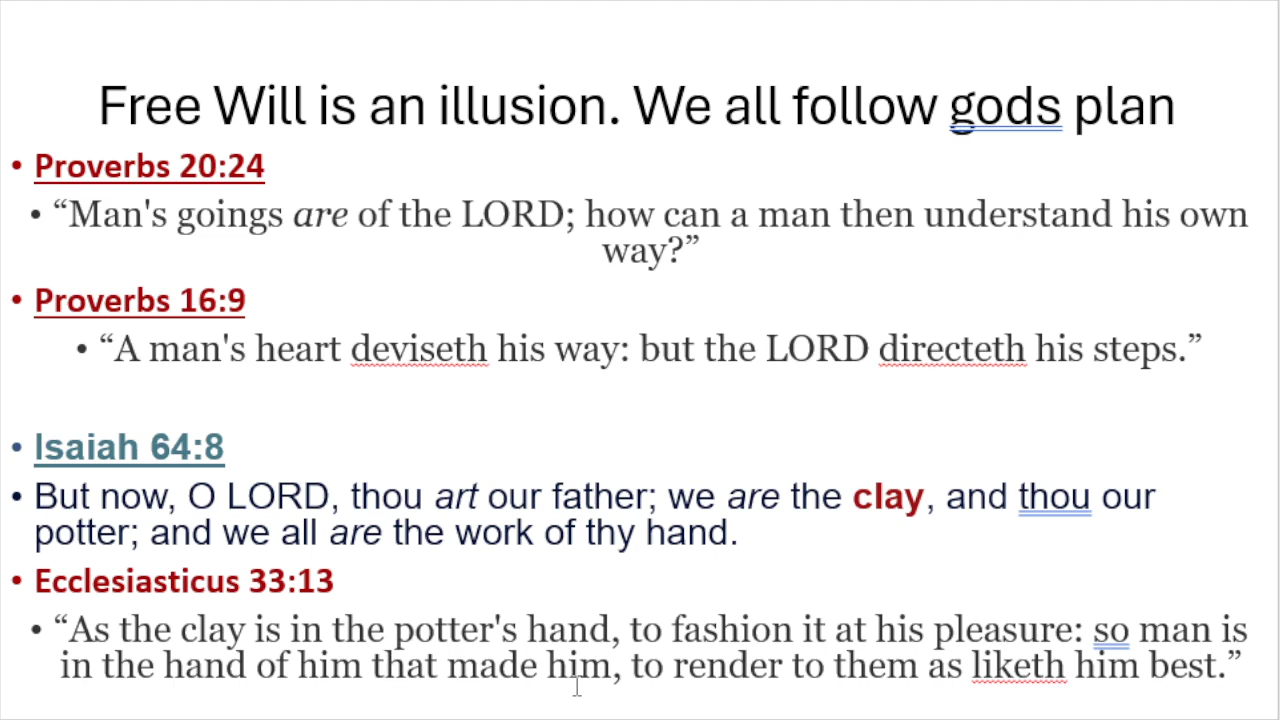 Free Will is an illusion. We all follow gods plan
• Proverbs 20:24
• “Man's goings are of the LORD; how can a man then understand his own
way?”
• Proverbs 16:9
• “A man's heart deviseth his way: but the LORD directeth his steps.”
• Isaiah 64:8
• But now, O LORD, thou art our father; we are the clay, and thou our
potter; and we all are the work of thy hand.
• Ecclesiasticus 33:13
• “As the clay is in the potter's hand, to fashion it at his pleasure: so man is
in the hand of him that made him, to render to them as liketh him best.”